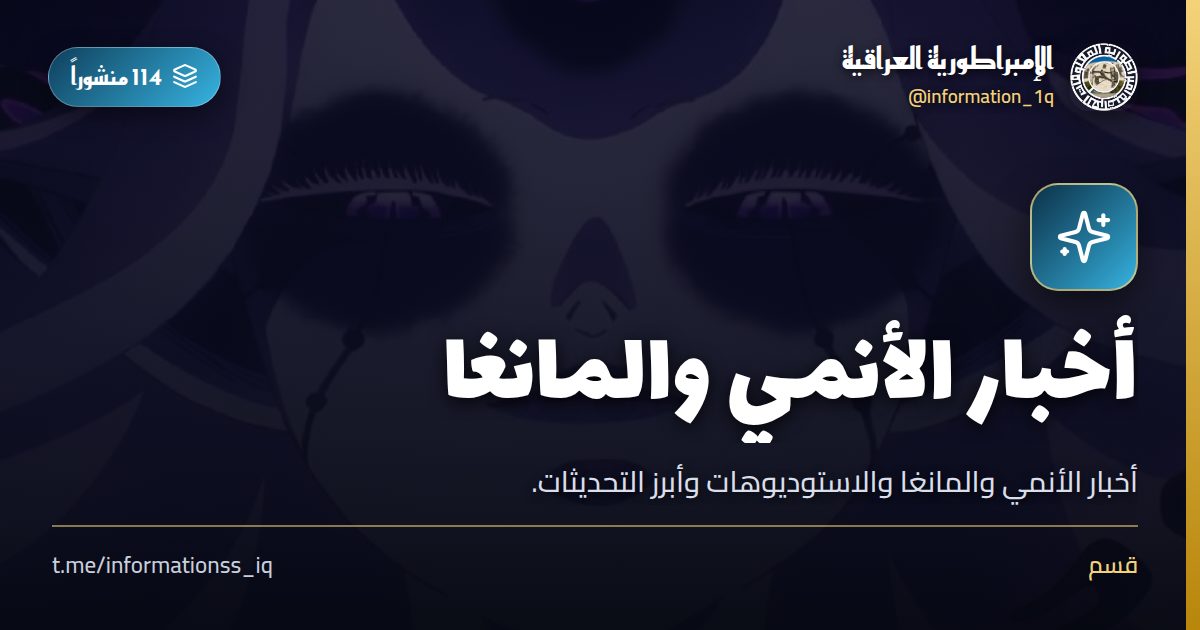 الإمبراطورية العراقية
@information_1q
114 منشوراً
أخبار الأنمي والمانغا
أخبار الأنمي والمانغا والاستوديوهات وأبرز التحديثات.
قسم
t.me/informationss_iq